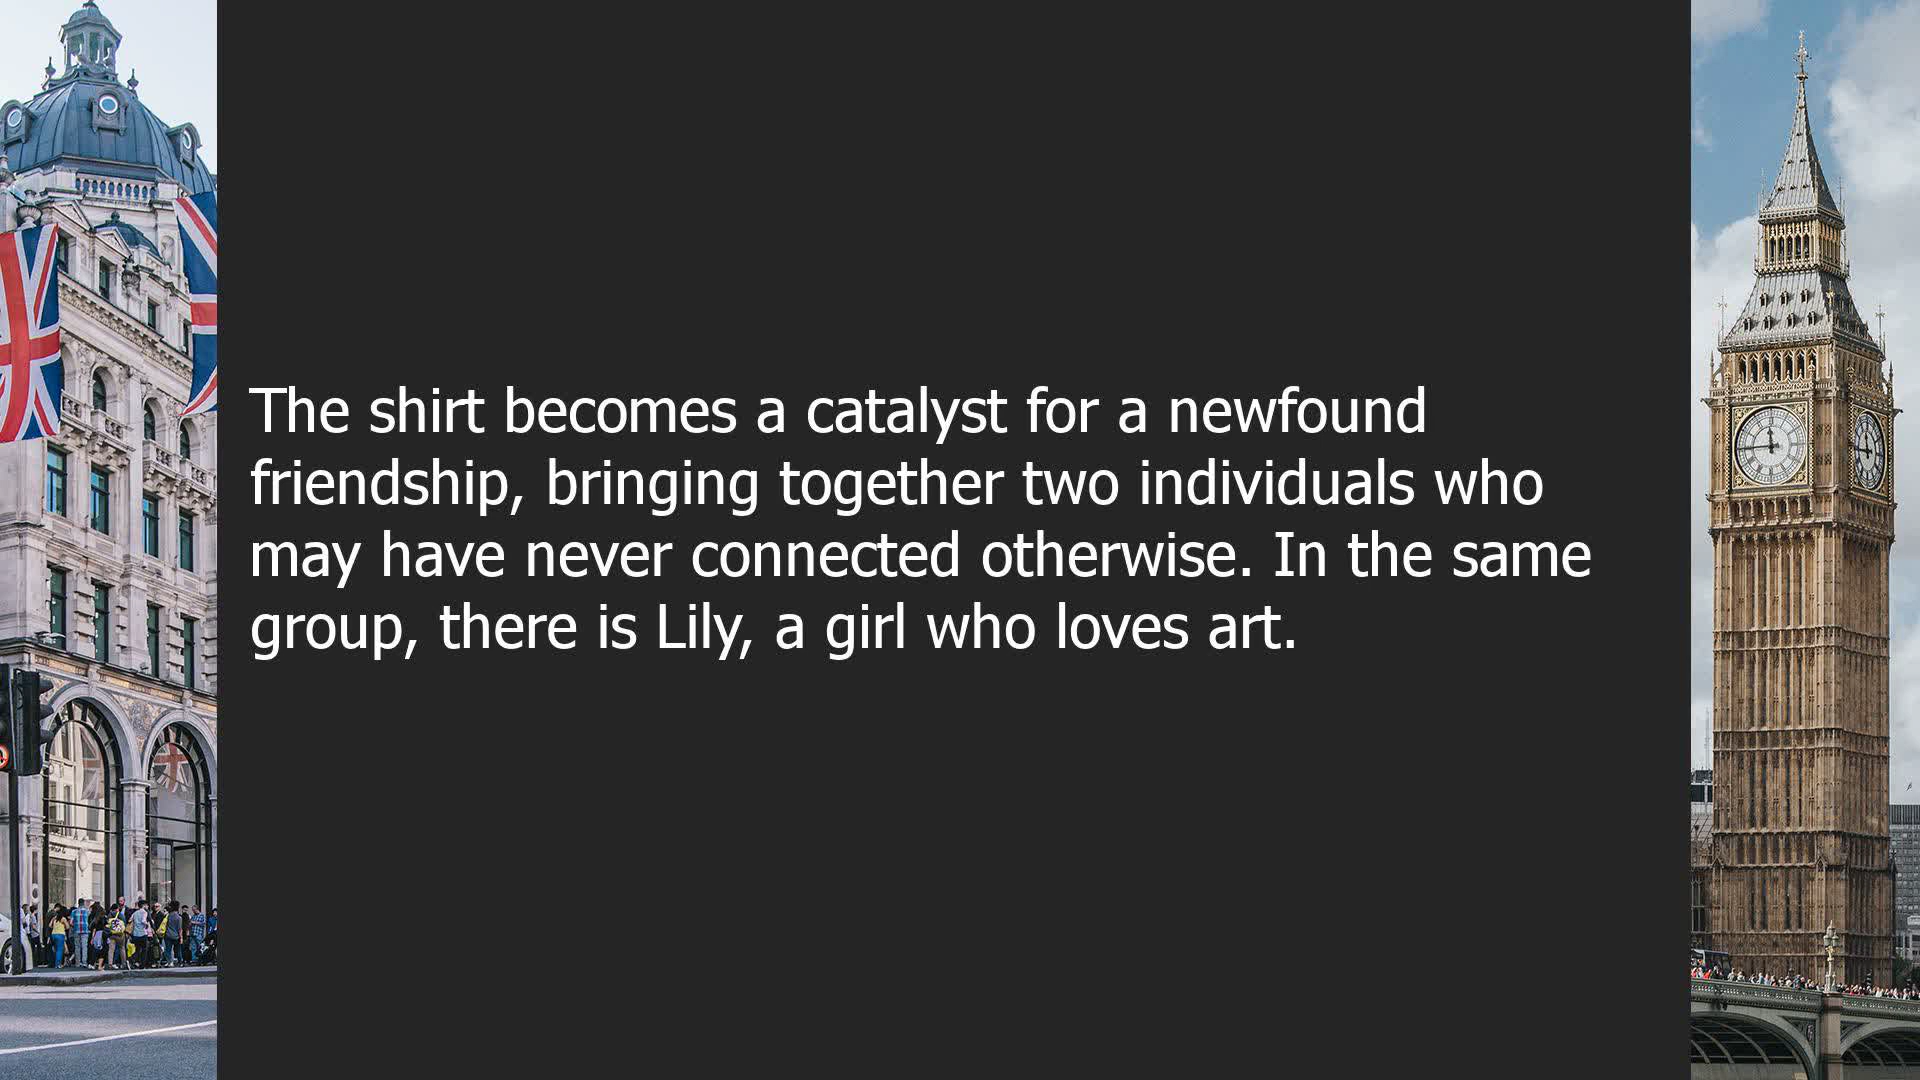 The shirt becomes a catalyst for a newfound
friendship, bringing together two individuals who
may have never connected otherwise. In the same
group, there is Lily, a girl who loves art.